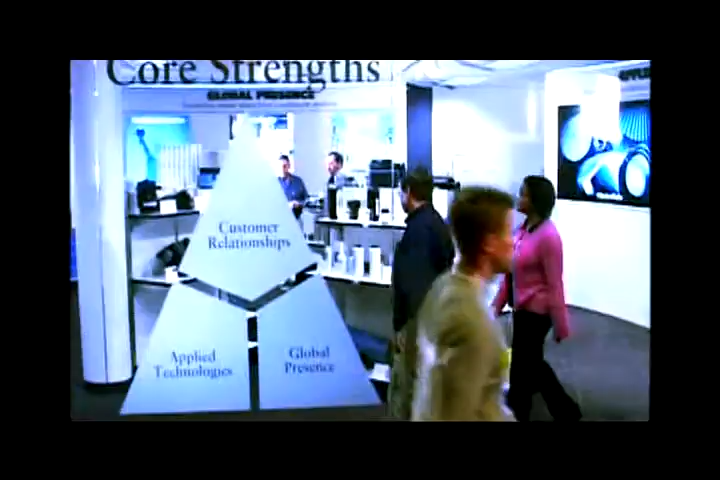 Core Strengths
GLOBAL PRESENCE
Customer
Relationships
Applied
Technologies
Global
Presence